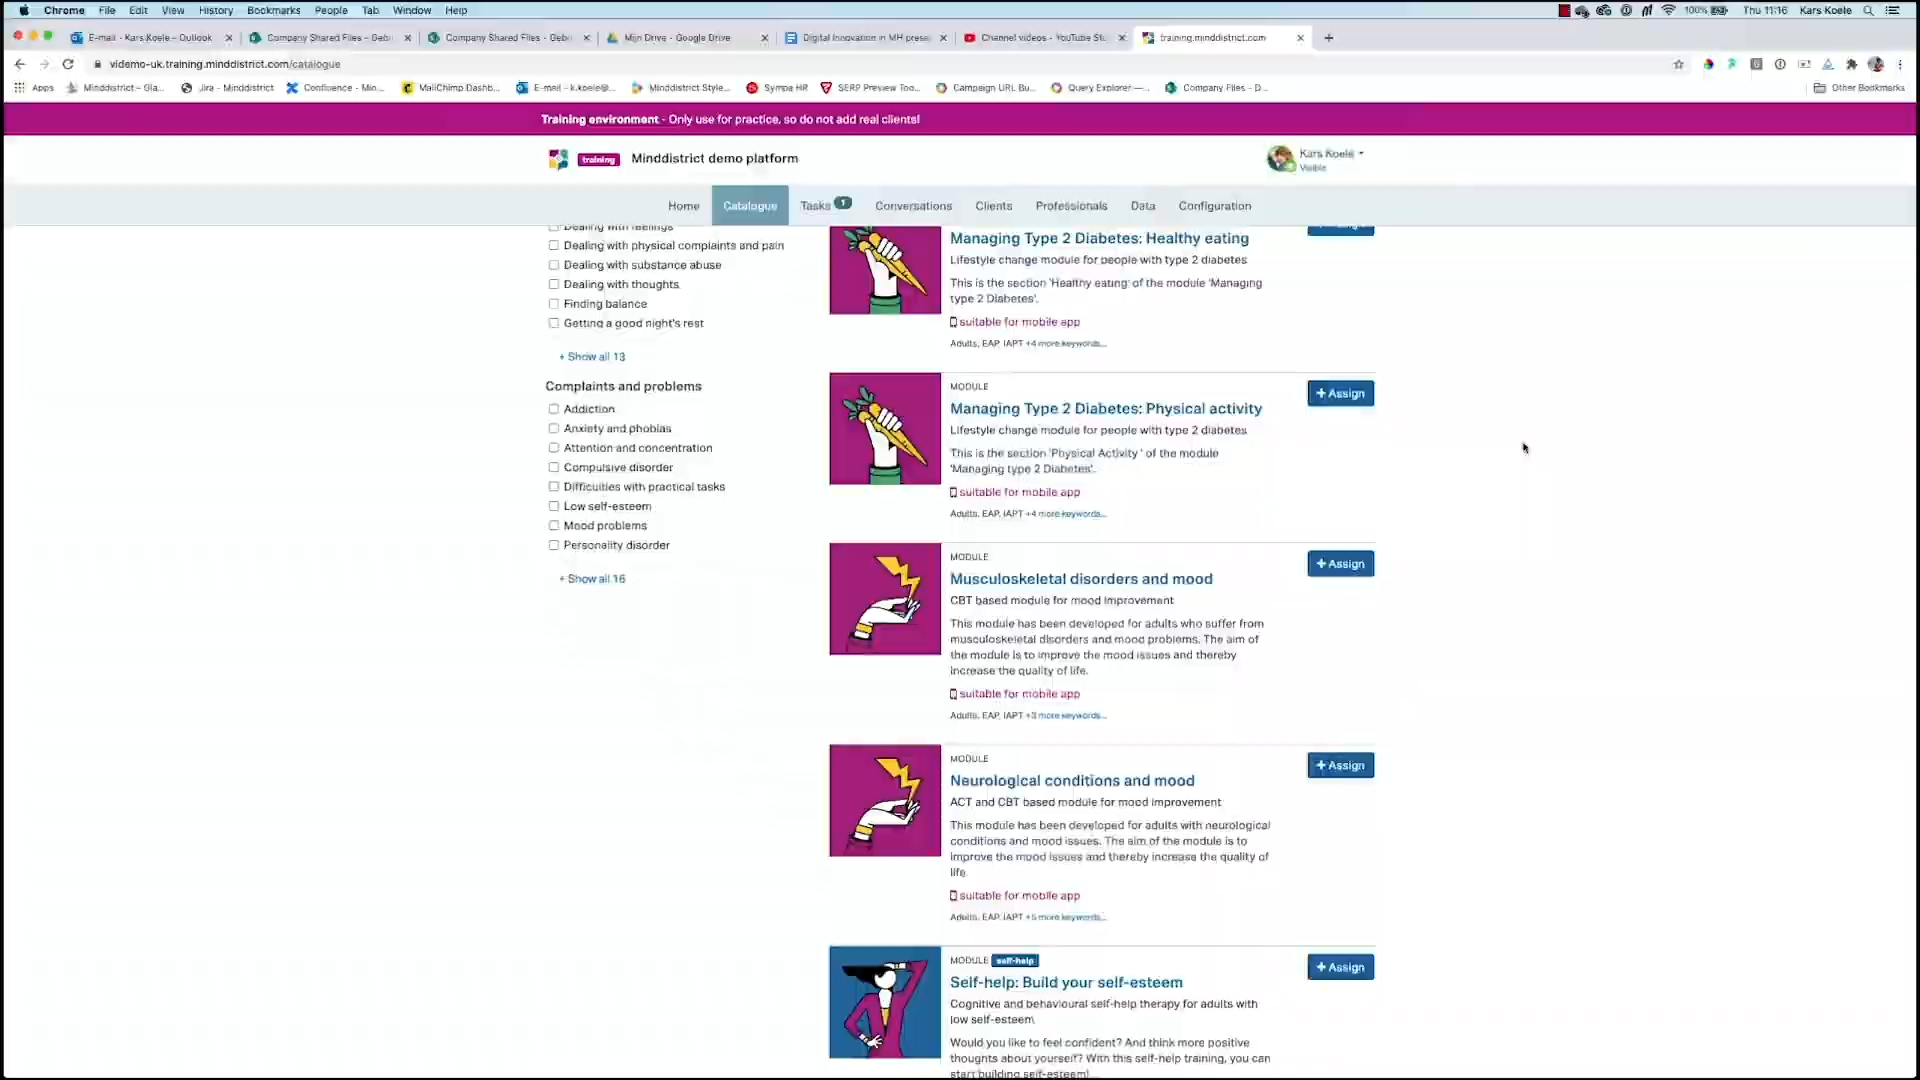 Chrome File Edit View History Bookmarks People Tab Window Help 100% Thu 11:16 Kars Koele
E-mail - Kars Koele - Outlook Company Shared Files - Geb Company Shared Files - Geb Mijn Drive - Google Drive Digital Innovation in MH prese YouTube training.minddistrict.com
Channel videos - YouTube Stu
videmo-uk.training.minddistrict.com/catalogue
Apps Minddistrict – Gla... Jira - Minddistrict Confluence - Min... MailChimp Dashb... E-mail – k.koele@... Minddistrict Style... Sympa HR SERP Preview Too... Campaign URL Bu... Query Explorer —... Company Files - D... Other Bookmarks
Training environment - Only use for practice, so do not add real clients!
training Minddistrict demo platform
Kars Koele
Visible
Home Catalogue Tasks 1 Conversations Clients Professionals Data Configuration
Dealing with feelings
Dealing with physical complaints and pain
Dealing with substance abuse
Dealing with thoughts
Finding balance
Getting a good night's rest
+ Show all 13
Complaints and problems
Addiction
Anxiety and phobias
Attention and concentration
Compulsive disorder
Difficulties with practical tasks
Low self-esteem
Mood problems
Personality disorder
+ Show all 16
Managing Type 2 Diabetes: Healthy eating
Lifestyle change module for people with type 2 diabetes
This is the section 'Healthy eating' of the module 'Managing
type 2 Diabetes'.
suitable for mobile app
Adults, EAP, IAPT +4 more keywords...
MODULE
+ Assign
Managing Type 2 Diabetes: Physical activity
Lifestyle change module for people with type 2 diabetes
This is the section 'Physical Activity ' of the module
'Managing type 2 Diabetes'.
suitable for mobile app
Adults, EAP, IAPT +4 more keywords...
MODULE
+ Assign
Musculoskeletal disorders and mood
CBT based module for mood improvement
This module has been developed for adults who suffer from
musculoskeletal disorders and mood problems. The aim of
the module is to improve the mood issues and thereby
increase the quality of life.
suitable for mobile app
Adults, EAP, IAPT +3 more keywords...
MODULE
+ Assign
Neurological conditions and mood
ACT and CBT based module for mood improvement
This module has been developed for adults with neurological
conditions and mood issues. The aim of the module is to
improve the mood issues and thereby increase the quality of
life.
suitable for mobile app
Adults, EAP, IAPT +5 more keywords...
MODULE self-help
+ Assign
Self-help: Build your self-esteem
Cognitive and behavioural self-help therapy for adults with
low self-esteem
Would you like to feel confident? And think more positive
thoughts about yourself? With this self-help training, you can
start building self-esteem!